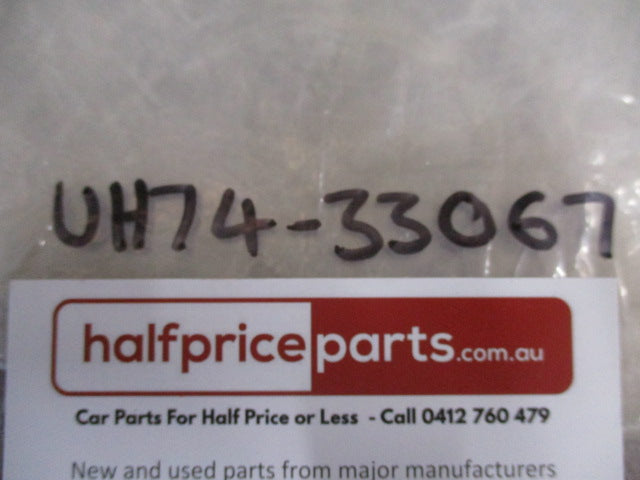 UH74-33067
halfpriceparts.com.au
Car Parts For Half Price or Less - Call 0412 760 479
New and used parts from major manufacturers